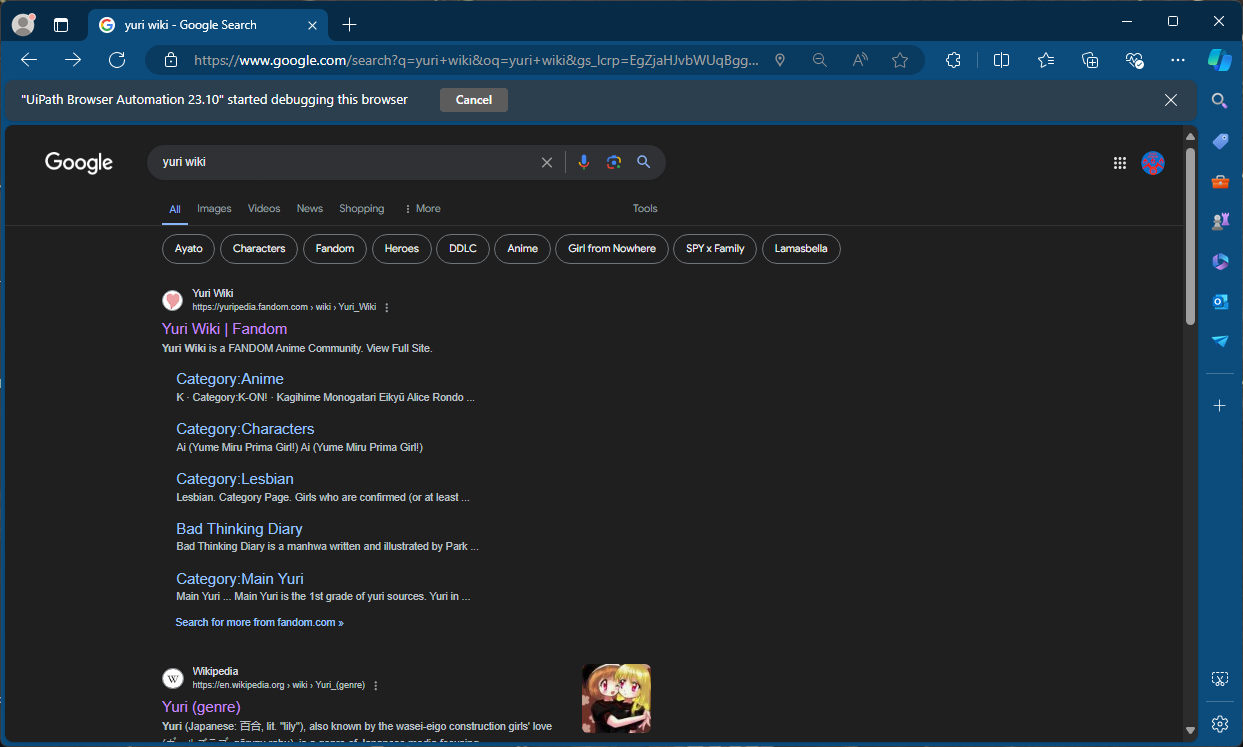 yuri wiki - Google Search
https://www.google.com/search?q=yuri+wiki&oq=yuri+wiki&gs_lcrp=EgZjaHJvbWUqBgg...
"UiPath Browser Automation 23.10" started debugging this browser
Cancel
Google
yuri wiki
All Images Videos News Shopping More Tools
Ayato Characters Fandom Heroes DDLC Anime Girl from Nowhere SPY x Family Lamasbella
Yuri Wiki
https://yuripedia.fandom.com › wiki › Yuri_Wiki
Yuri Wiki | Fandom
Yuri Wiki is a FANDOM Anime Community. View Full Site.
Category:Anime
K · Category:K-ON! · Kagihime Monogatari Eikyū Alice Rondo ...
Category:Characters
Ai (Yume Miru Prima Girl!) Ai (Yume Miru Prima Girl!)
Category:Lesbian
Lesbian. Category Page. Girls who are confirmed (or at least ...
Bad Thinking Diary
Bad Thinking Diary is a manhwa written and illustrated by Park ...
Category:Main Yuri
Main Yuri ... Main Yuri is the 1st grade of yuri sources. Yuri in ...
Search for more from fandom.com »
W
Wikipedia
https://en.wikipedia.org › wiki › Yuri_(genre)
Yuri (genre)
Yuri (Japanese: 百合, lit. "lily"), also known by the wasei-eigo construction girls' love